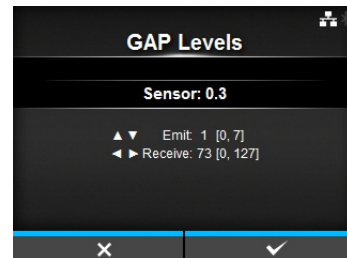 GAP Levels
Sensor: 0.3
▲ ▼ Emit: 1 [0, 7]
◄ ► Receive: 73 [0, 127]